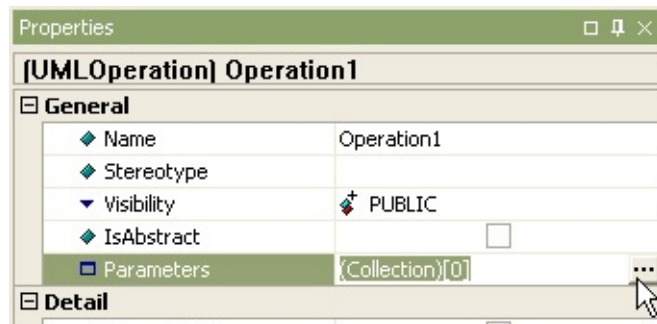 Properties
(UMLOperation) Operation1
General
Name Operation1
Stereotype
Visibility PUBLIC
IsAbstract
Parameters (Collection)[0] ...
Detail